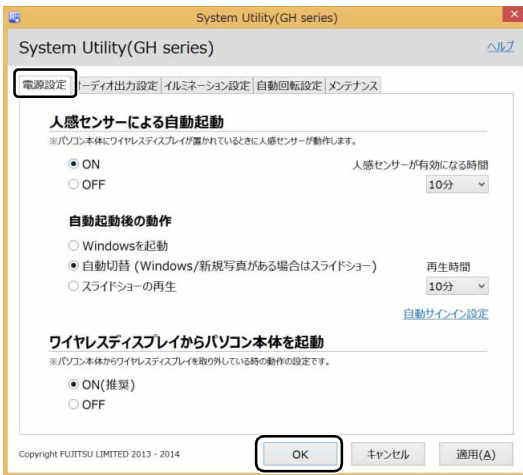 System Utility(GH series)
System Utility(GH series) ヘルプ
電源設定 オーディオ出力設定 イルミネーション設定 自動回転設定 メンテナンス
人感センサーによる自動起動
※パソコン本体にワイヤレスディスプレイが置かれているときに人感センサーが動作します。
ON 人感センサーが有効になる時間
OFF 10分
自動起動後の動作
Windowsを起動
自動切替 (Windows/新規写真がある場合はスライドショー) 再生時間
スライドショーの再生 10分
自動サインイン設定
ワイヤレスディスプレイからパソコン本体を起動
※パソコン本体からワイヤレスディスプレイを取り外している時の動作の設定です。
ON(推奨)
OFF
Copyright FUJITSU LIMITED 2013 - 2014 OK キャンセル 適用(A)